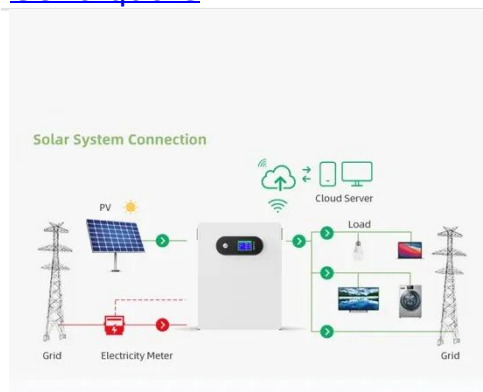 Solar System Connection
Cloud Server
PV
Load
Grid
Electricity Meter
Grid